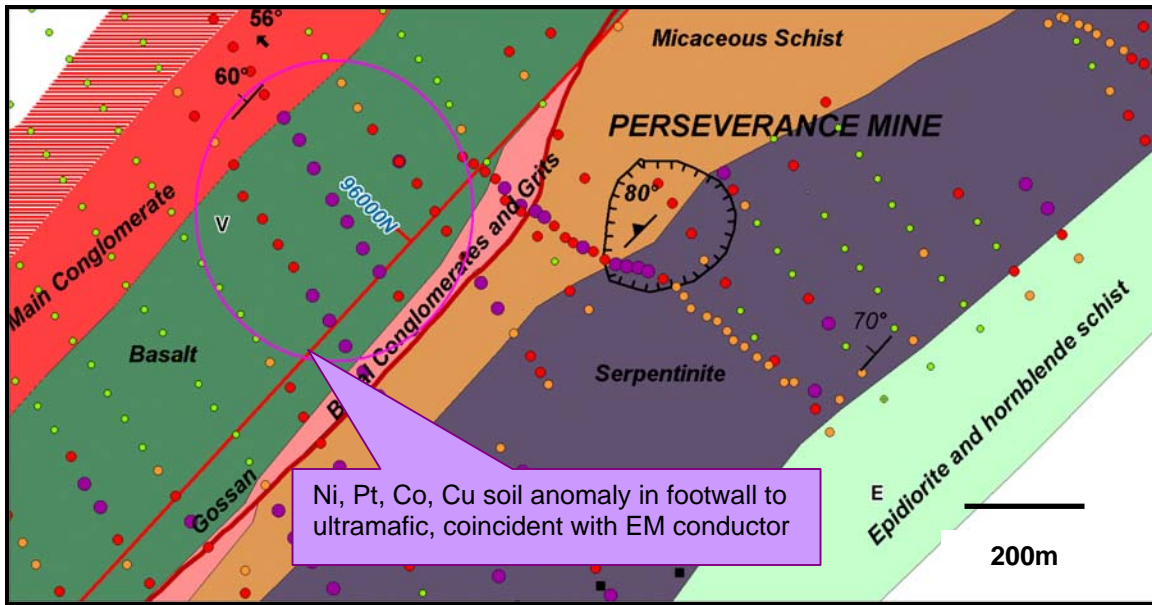 56°
60°
Micaceous Schist
PERSEVERANCE MINE
80°
96000N
V
Main Conglomerate
Basalt
Conglomerates and Grits
70°
Serpentinite
Gossan
Epidiorite and hornblende schist
E
Ni, Pt, Co, Cu soil anomaly in footwall to
ultramafic, coincident with EM conductor
200m